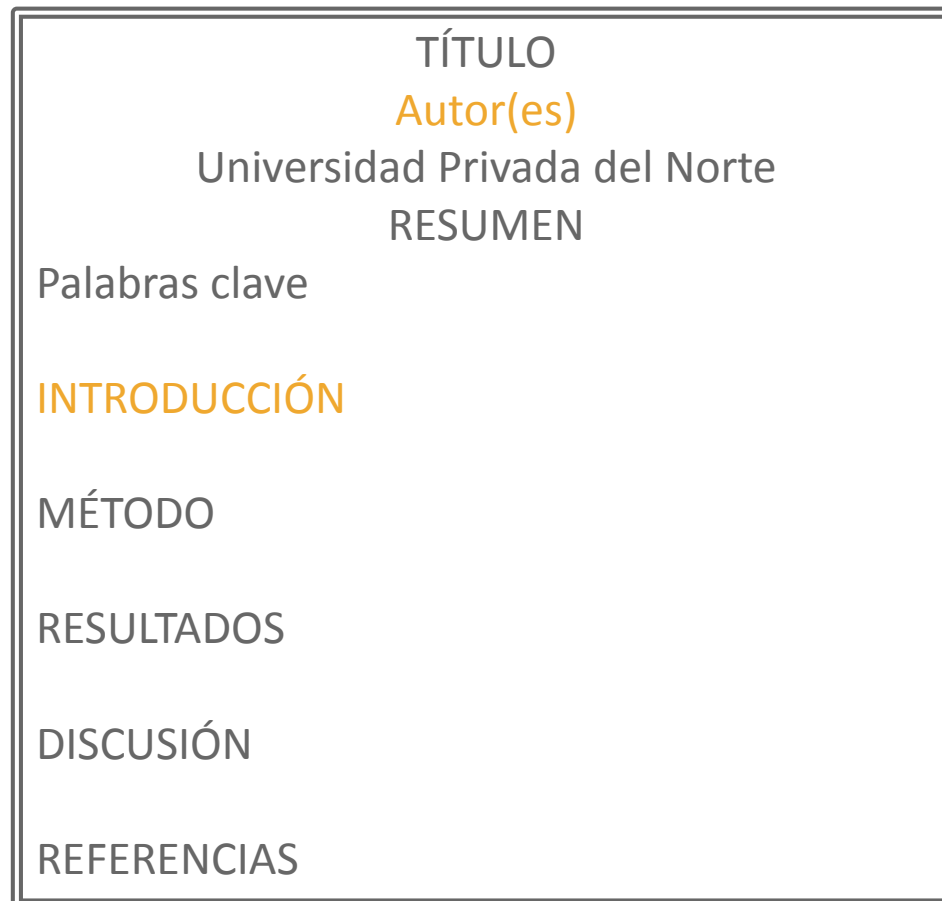 TÍTULO
Autor(es)
Universidad Privada del Norte
RESUMEN
Palabras clave
INTRODUCCIÓN
MÉTODO
RESULTADOS
DISCUSIÓN
REFERENCIAS